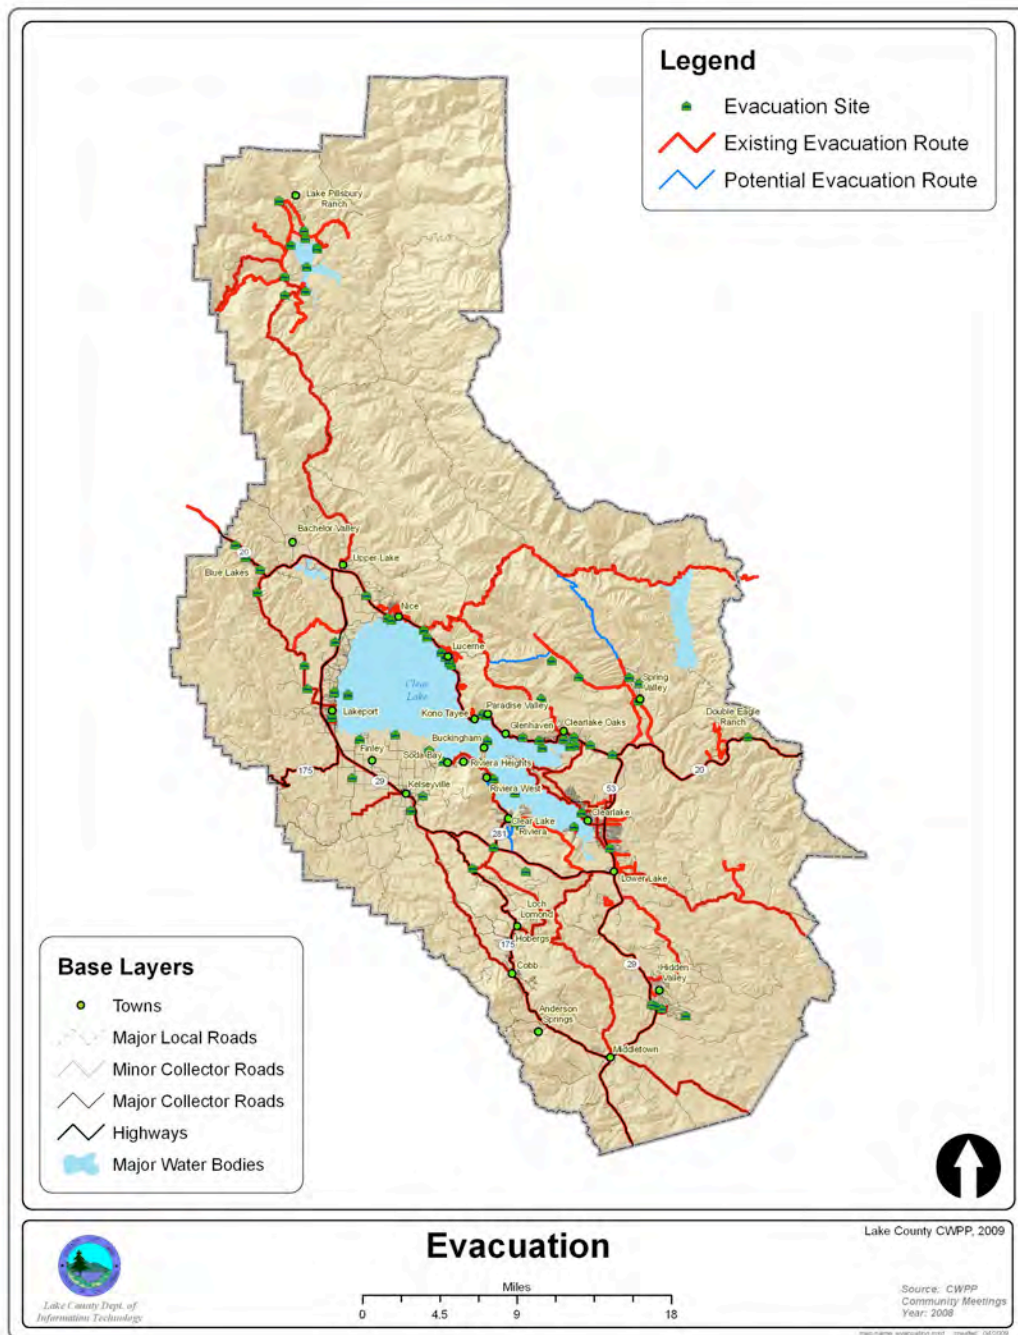 Legend
Evacuation Site
Existing Evacuation Route
Potential Evacuation Route
Lake Pillsbury
Ranch
Bachelor Valley
20
Upper Lake
Blue Lakes
Nice
Lucerne
Clear
Lake
Spring
Valley
Paradise Valley
Kono Tayee
Lakeport
Double Eagle
Ranch
Glenhaven
Clearlake Oaks
Buckingham
Finley
Soda Bay
Riviera Heights
175
20
29
Kelseyville
Riviera West
53
Clear Lake
Riviera
Clearlake
281
Lower Lake
Loch
Lomond
Hobergs
175
29
Cobb
Hidden
Valley
Anderson
Springs
Middletown
Base Layers
Towns
Major Local Roads
Minor Collector Roads
Major Collector Roads
Highways
Major Water Bodies
Evacuation
Lake County CWPP, 2009
Lake County Dept. of
Information Technology
Miles
0 4.5 9 18
Source: CWPP
Community Meetings
Year: 2008